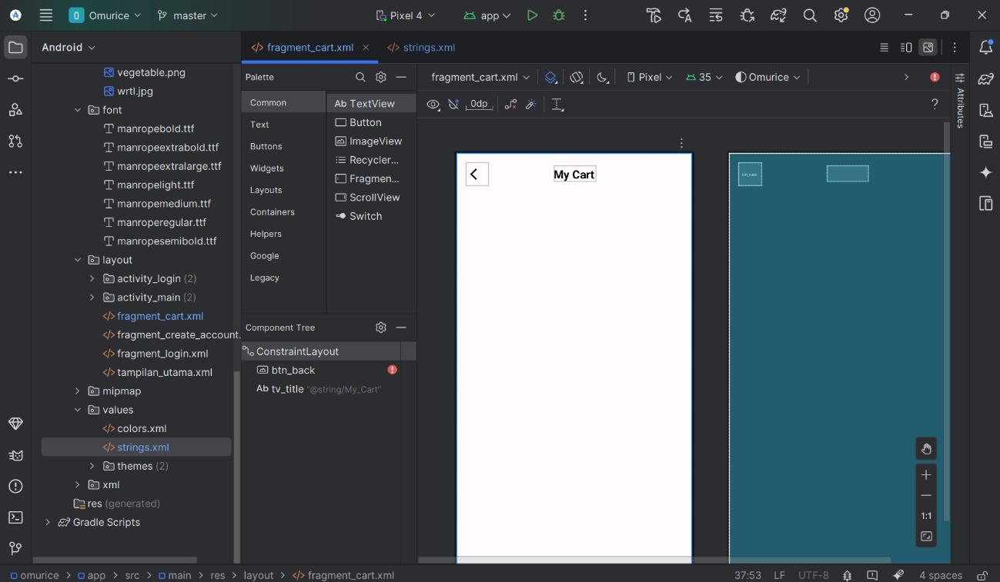 Omurice
master
Pixel 4
app
Android
fragment_cart.xml
strings.xml
vegetable.png
wrtl.jpg
font
manropebold.ttf
manropeextrabold.ttf
manropeextralarge.ttf
manropelight.ttf
manropemedium.ttf
manroperegular.ttf
manropesemibold.ttf
layout
activity_login (2)
activity_main (2)
fragment_cart.xml
fragment_create_account.
fragment_login.xml
tampilan_utama.xml
mipmap
values
colors.xml
strings.xml
themes (2)
xml
res (generated)
Gradle Scripts
Palette
Common
Text
Buttons
Widgets
Layouts
Containers
Helpers
Google
Legacy
Ab TextView
Button
ImageView
Recycler...
Fragmen...
ScrollView
Switch
Component Tree
ConstraintLayout
btn_back
Ab tv_title "@string/My_Cart"
fragment_cart.xml
Pixel
35
Omurice
0dp
?
My Cart
btn_back
1:1
Attributes
omurice > app > src > main > res > layout > fragment_cart.xml
37:53 LF UTF-8 4 spaces